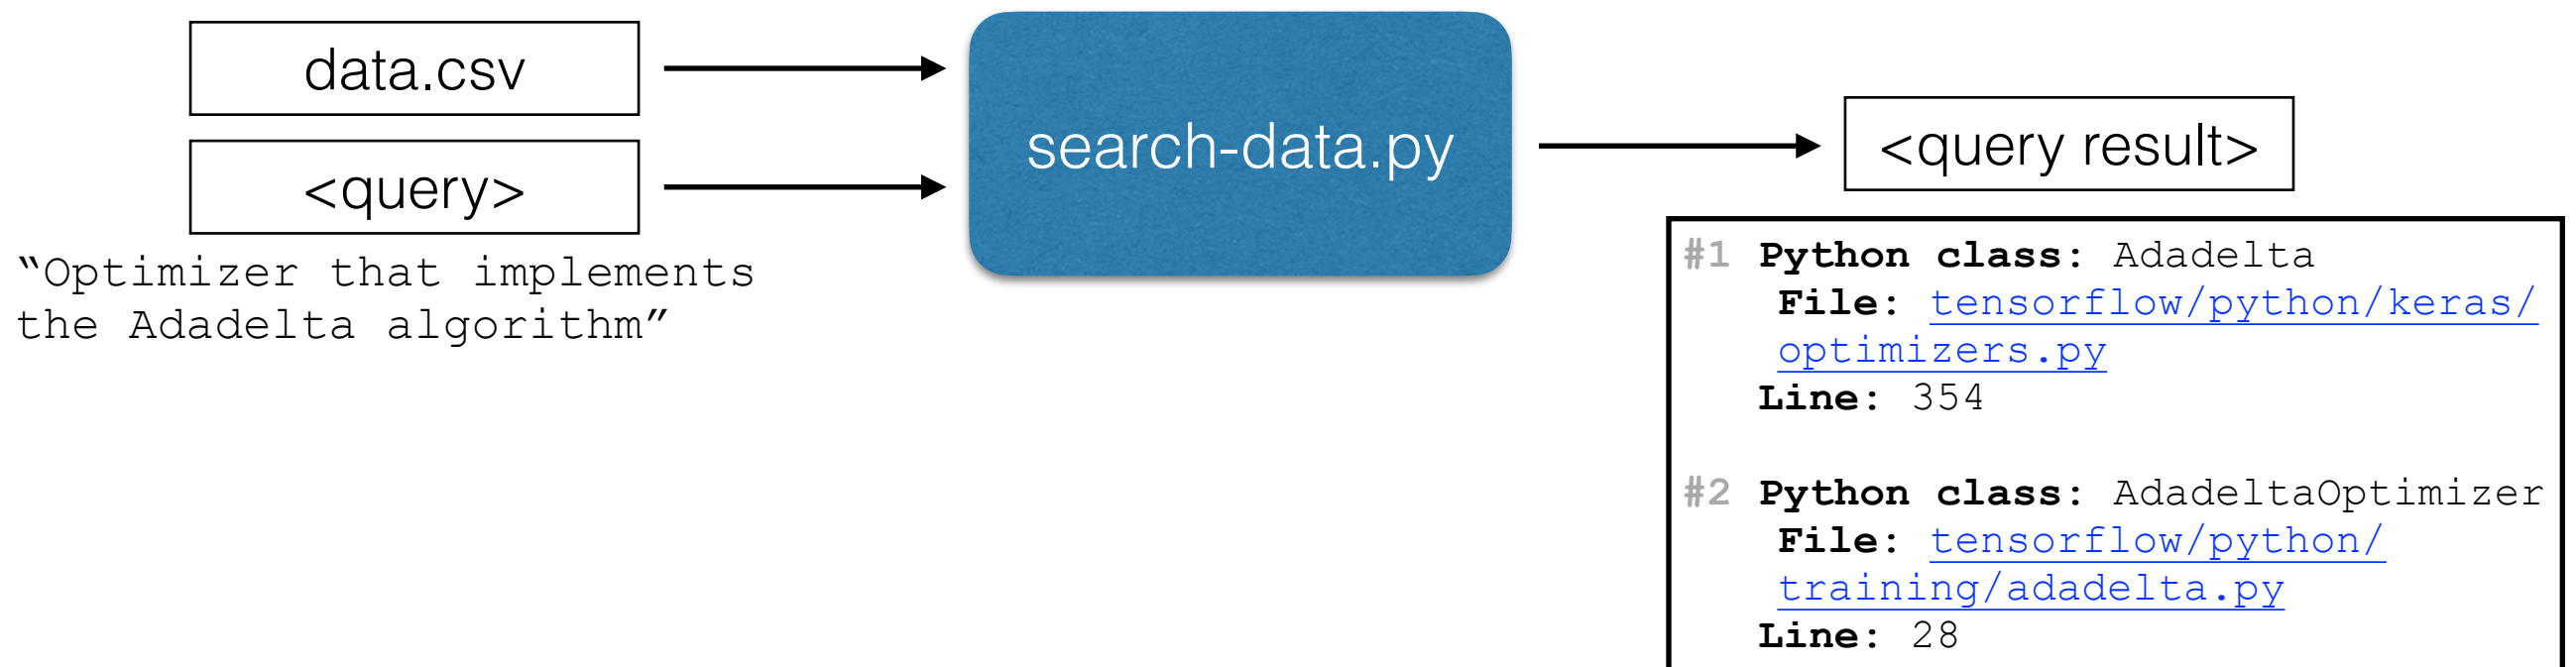 data.csv
<query>
“Optimizer that implements
the Adadelta algorithm”
search-data.py
<query result>
#1 Python class: Adadelta
File: tensorflow/python/keras/
optimizers.py
Line: 354
#2 Python class: AdadeltaOptimizer
File: tensorflow/python/
training/adadelta.py
Line: 28